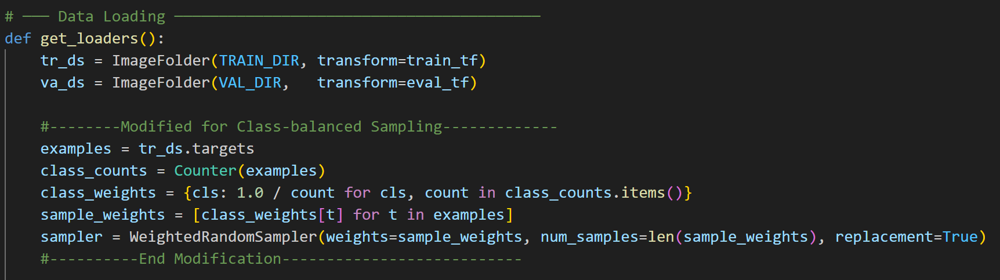 # ─── Data Loading ─────────────────────────────────────────
def get_loaders():
    tr_ds = ImageFolder(TRAIN_DIR, transform=train_tf)
    va_ds = ImageFolder(VAL_DIR,   transform=eval_tf)

    #--------Modified for Class-balanced Sampling-------------
    examples = tr_ds.targets
    class_counts = Counter(examples)
    class_weights = {cls: 1.0 / count for cls, count in class_counts.items()}
    sample_weights = [class_weights[t] for t in examples]
    sampler = WeightedRandomSampler(weights=sample_weights, num_samples=len(sample_weights), replacement=True)
    #----------End Modification---------------------------